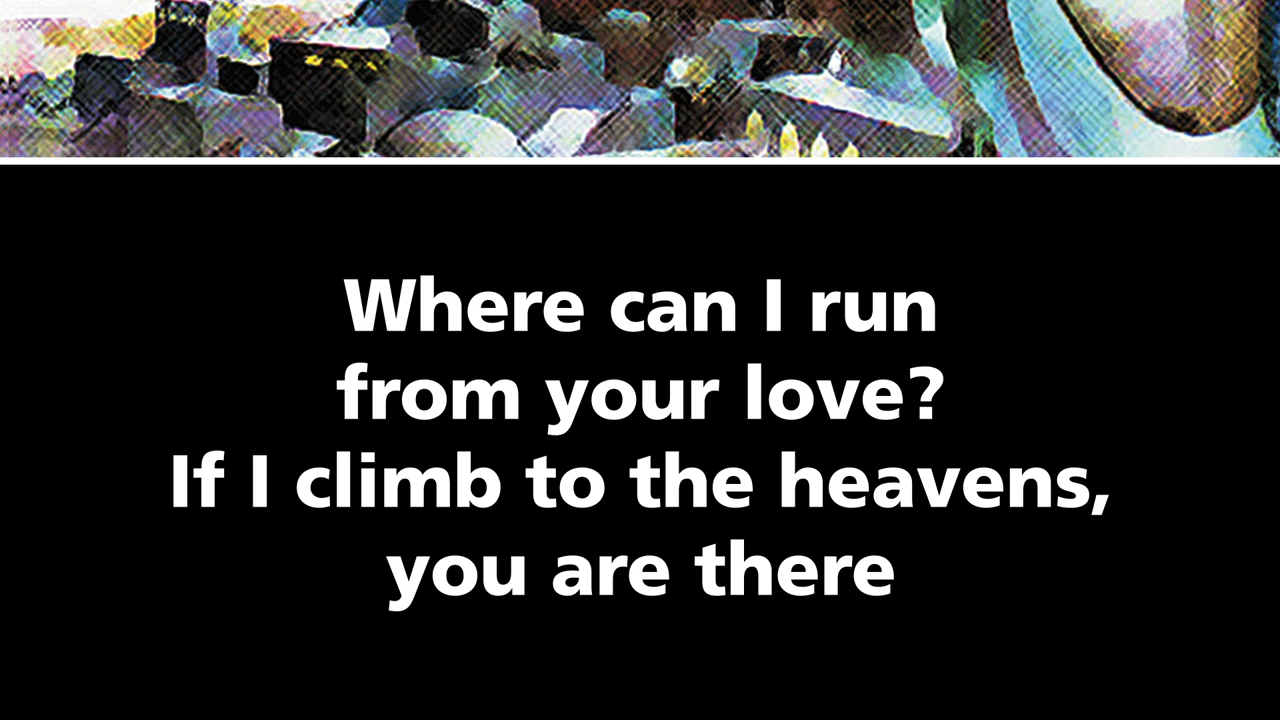 Where can I run
from your love?
If I climb to the heavens,
you are there